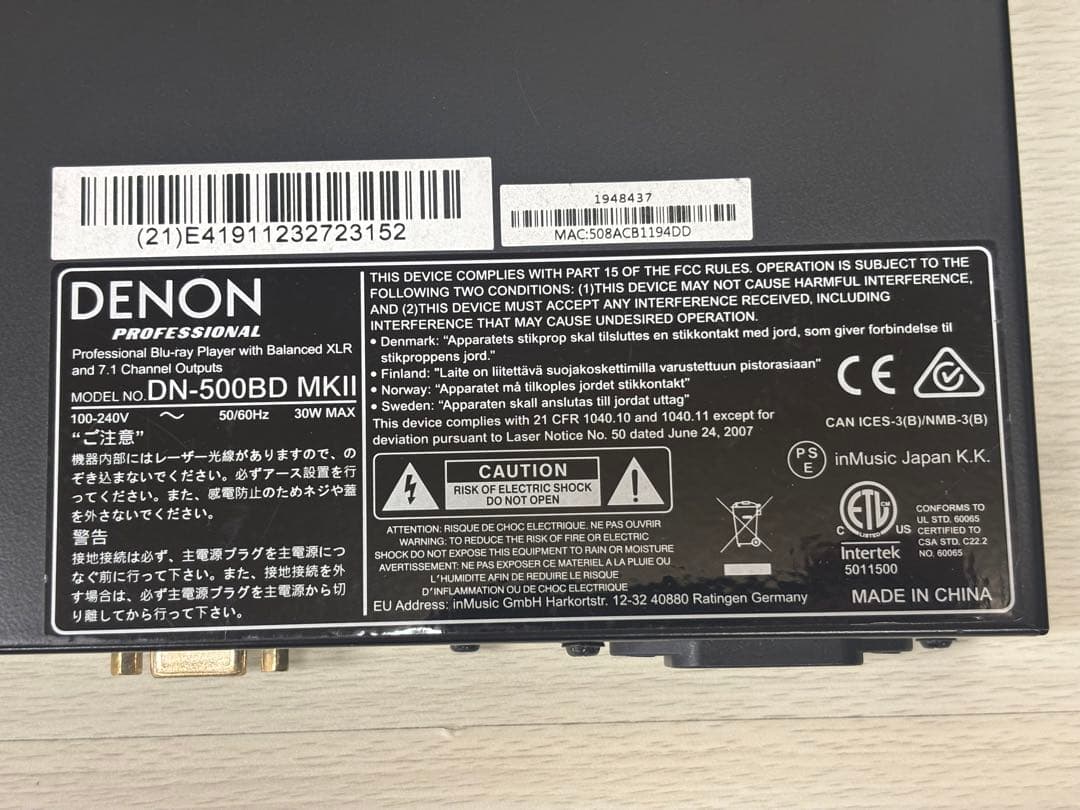 (21)E41911232723152
1948437
MAC:508ACB1194DD
DENON
PROFESSIONAL
Professional Blu-ray Player with Balanced XLR
and 7.1 Channel Outputs
MODEL NO.DN-500BD MKII
100-240V ～ 50/60Hz 30W MAX
“ご注意”
機器内部にはレーザー光線がありますので、の
ぞき込まないでください。必ずアース設置を行
ってください。また、感電防止のためネジや蓋
を外さないでください。
警告
接地接続は必ず、主電源プラグを主電源につ
なぐ前に行って下さい。また、接地接続を外
す場合は、必ず主電源プラグを主電源から切
り離してから行って下さい。
THIS DEVICE COMPLIES WITH PART 15 OF THE FCC RULES. OPERATION IS SUBJECT TO THE
FOLLOWING TWO CONDITIONS: (1)THIS DEVICE MAY NOT CAUSE HARMFUL INTERFERENCE,
AND (2)THIS DEVICE MUST ACCEPT ANY INTERFERENCE RECEIVED, INCLUDING
INTERFERENCE THAT MAY CAUSE UNDESIRED OPERATION.
• Denmark: “Apparatets stikprop skal tilsluttes en stikkontakt med jord, som giver forbindelse til
stikproppens jord.”
• Finland: "Laite on liitettävä suojakoskettimilla varustettuun pistorasiaan"
• Norway: “Apparatet må tilkoples jordet stikkontakt”
• Sweden: “Apparaten skall anslutas till jordat uttag”
This device complies with 21 CFR 1040.10 and 1040.11 except for
deviation pursuant to Laser Notice No. 50 dated June 24, 2007
CE
CAN ICES-3(B)/NMB-3(B)
CAUTION
RISK OF ELECTRIC SHOCK
DO NOT OPEN
ATTENTION: RISQUE DE CHOC ELECTRIQUE. NE PAS OUVRIR
WARNING: TO REDUCE THE RISK OF FIRE OR ELECTRIC
SHOCK DO NOT EXPOSE THIS EQUIPMENT TO RAIN OR MOISTURE
AVERTISSEMENT: NE PAS EXPOSER CE MATERIEL A LA PLUIE OU
L'HUMIDITE AFIN DE REDUIRE LE RISQUE
D'INFLAMMATION OU DE CHOC ELECTRIQUE
EU Address: inMusic GmbH Harkortstr. 12-32 40880 Ratingen Germany
PS
E
inMusic Japan K.K.
ETL
LISTED
C US
Intertek
5011500
CONFORMS TO
UL STD. 60065
CERTIFIED TO
CSA STD. C22.2
NO. 60065
MADE IN CHINA